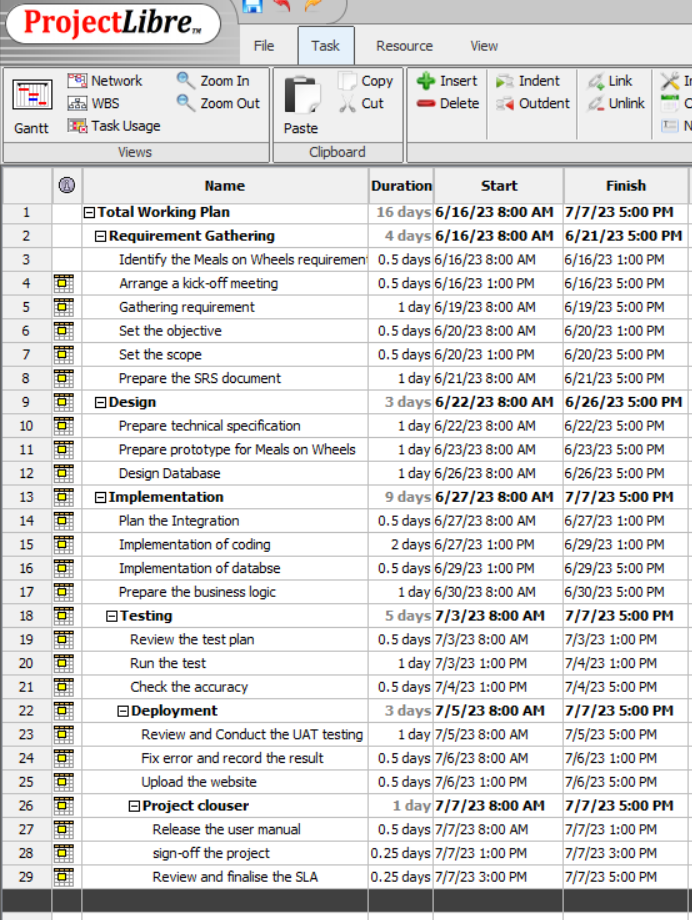 ProjectLibre TM
File Task Resource View
Network Zoom In Copy Insert Indent Link
WBS Zoom Out Cut Delete Outdent Unlink
Gantt Task Usage Paste
Views Clipboard
Name Duration Start Finish
1 Total Working Plan 16 days 6/16/23 8:00 AM 7/7/23 5:00 PM
2 Requirement Gathering 4 days 6/16/23 8:00 AM 6/21/23 5:00 PM
3 Identify the Meals on Wheels requirement 0.5 days 6/16/23 8:00 AM 6/16/23 1:00 PM
4 Arrange a kick-off meeting 0.5 days 6/16/23 1:00 PM 6/16/23 5:00 PM
5 Gathering requirement 1 day 6/19/23 8:00 AM 6/19/23 5:00 PM
6 Set the objective 0.5 days 6/20/23 8:00 AM 6/20/23 1:00 PM
7 Set the scope 0.5 days 6/20/23 1:00 PM 6/20/23 5:00 PM
8 Prepare the SRS document 1 day 6/21/23 8:00 AM 6/21/23 5:00 PM
9 Design 3 days 6/22/23 8:00 AM 6/26/23 5:00 PM
10 Prepare technical specification 1 day 6/22/23 8:00 AM 6/22/23 5:00 PM
11 Prepare prototype for Meals on Wheels 1 day 6/23/23 8:00 AM 6/23/23 5:00 PM
12 Design Database 1 day 6/26/23 8:00 AM 6/26/23 5:00 PM
13 Implementation 9 days 6/27/23 8:00 AM 7/7/23 5:00 PM
14 Plan the Integration 0.5 days 6/27/23 8:00 AM 6/27/23 1:00 PM
15 Implementation of coding 2 days 6/27/23 1:00 PM 6/29/23 1:00 PM
16 Implementation of databse 0.5 days 6/29/23 1:00 PM 6/29/23 5:00 PM
17 Prepare the business logic 1 day 6/30/23 8:00 AM 6/30/23 5:00 PM
18 Testing 5 days 7/3/23 8:00 AM 7/7/23 5:00 PM
19 Review the test plan 0.5 days 7/3/23 8:00 AM 7/3/23 1:00 PM
20 Run the test 1 day 7/3/23 1:00 PM 7/4/23 1:00 PM
21 Check the accuracy 0.5 days 7/4/23 1:00 PM 7/4/23 5:00 PM
22 Deployment 3 days 7/5/23 8:00 AM 7/7/23 5:00 PM
23 Review and Conduct the UAT testing 1 day 7/5/23 8:00 AM 7/5/23 5:00 PM
24 Fix error and record the result 0.5 days 7/6/23 8:00 AM 7/6/23 1:00 PM
25 Upload the website 0.5 days 7/6/23 1:00 PM 7/6/23 5:00 PM
26 Project clouser 1 day 7/7/23 8:00 AM 7/7/23 5:00 PM
27 Release the user manual 0.5 days 7/7/23 8:00 AM 7/7/23 1:00 PM
28 sign-off the project 0.25 days 7/7/23 1:00 PM 7/7/23 3:00 PM
29 Review and finalise the SLA 0.25 days 7/7/23 3:00 PM 7/7/23 5:00 PM